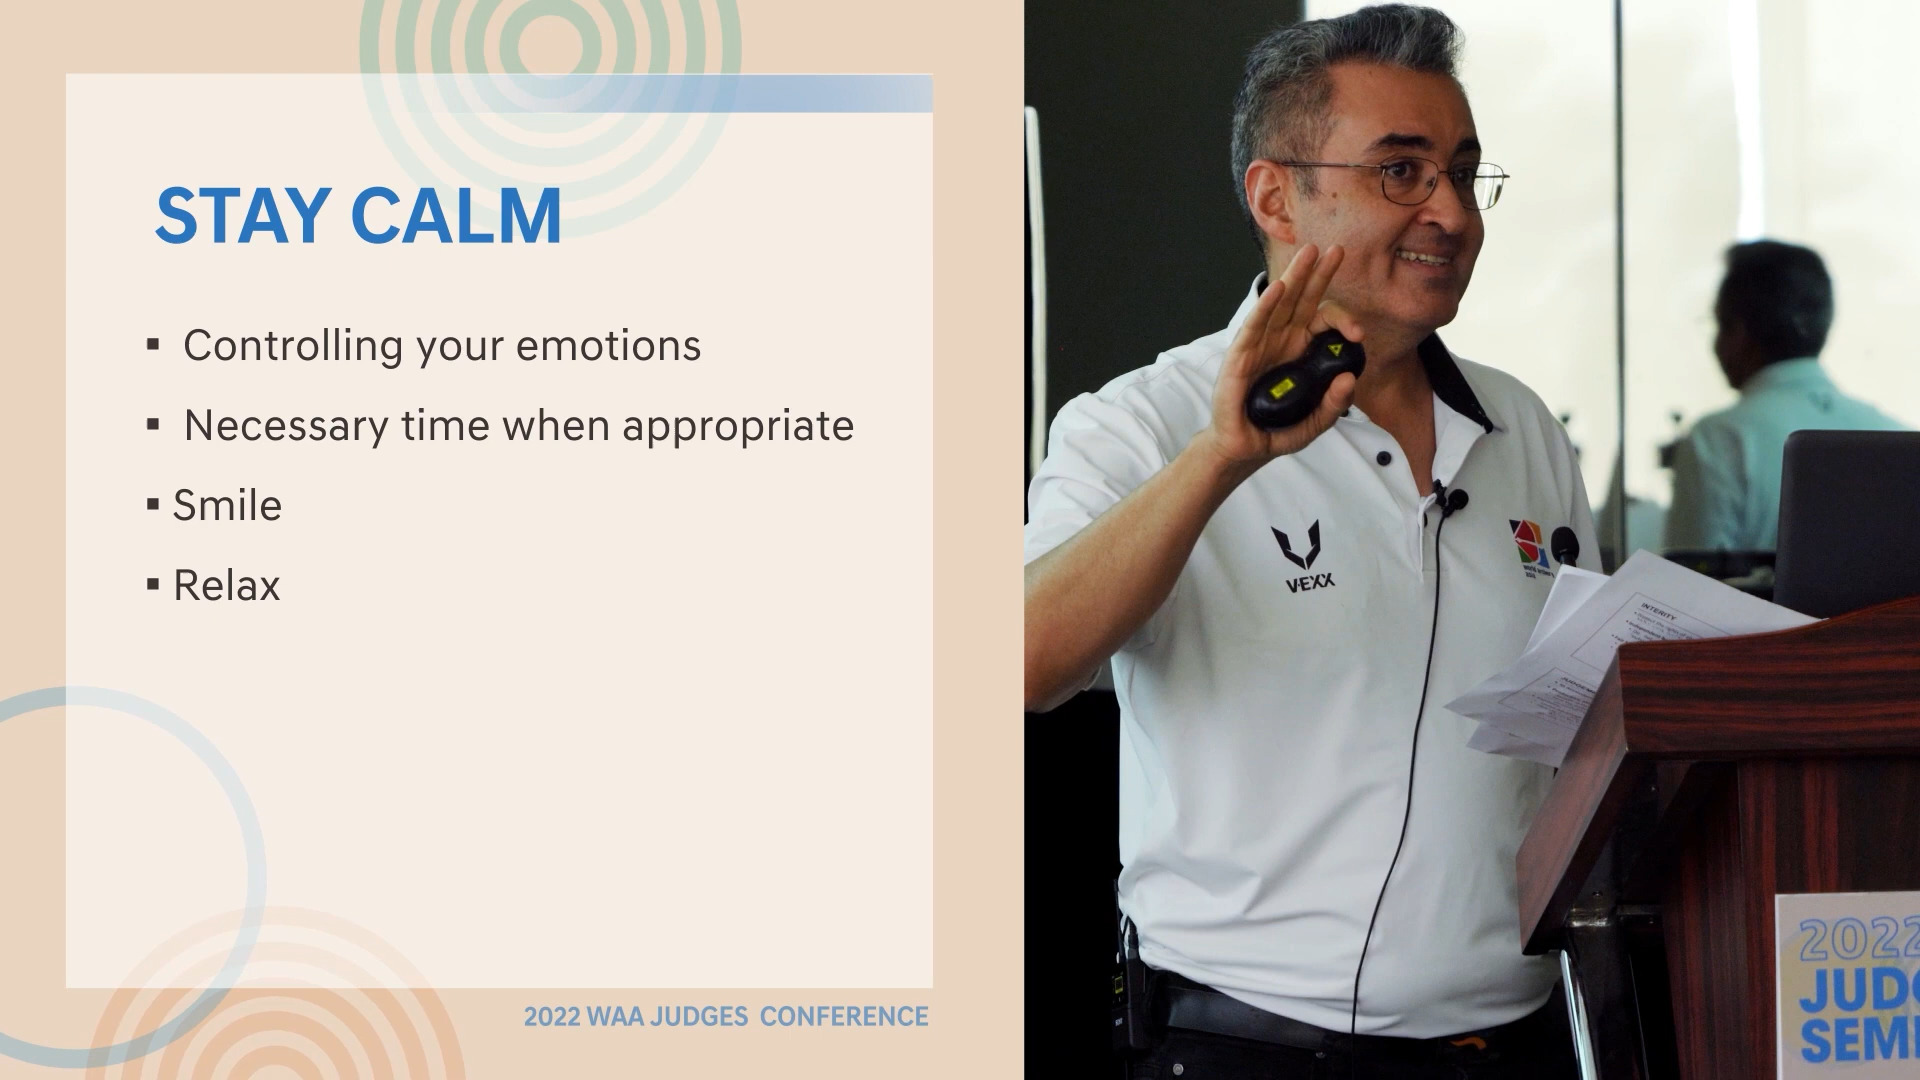 STAY CALM
▪ Controlling your emotions
▪ Necessary time when appropriate
▪ Smile
▪ Relax
2022 WAA JUDGES CONFERENCE
VEXX
INTERITY
2022
JUDG
SEMI